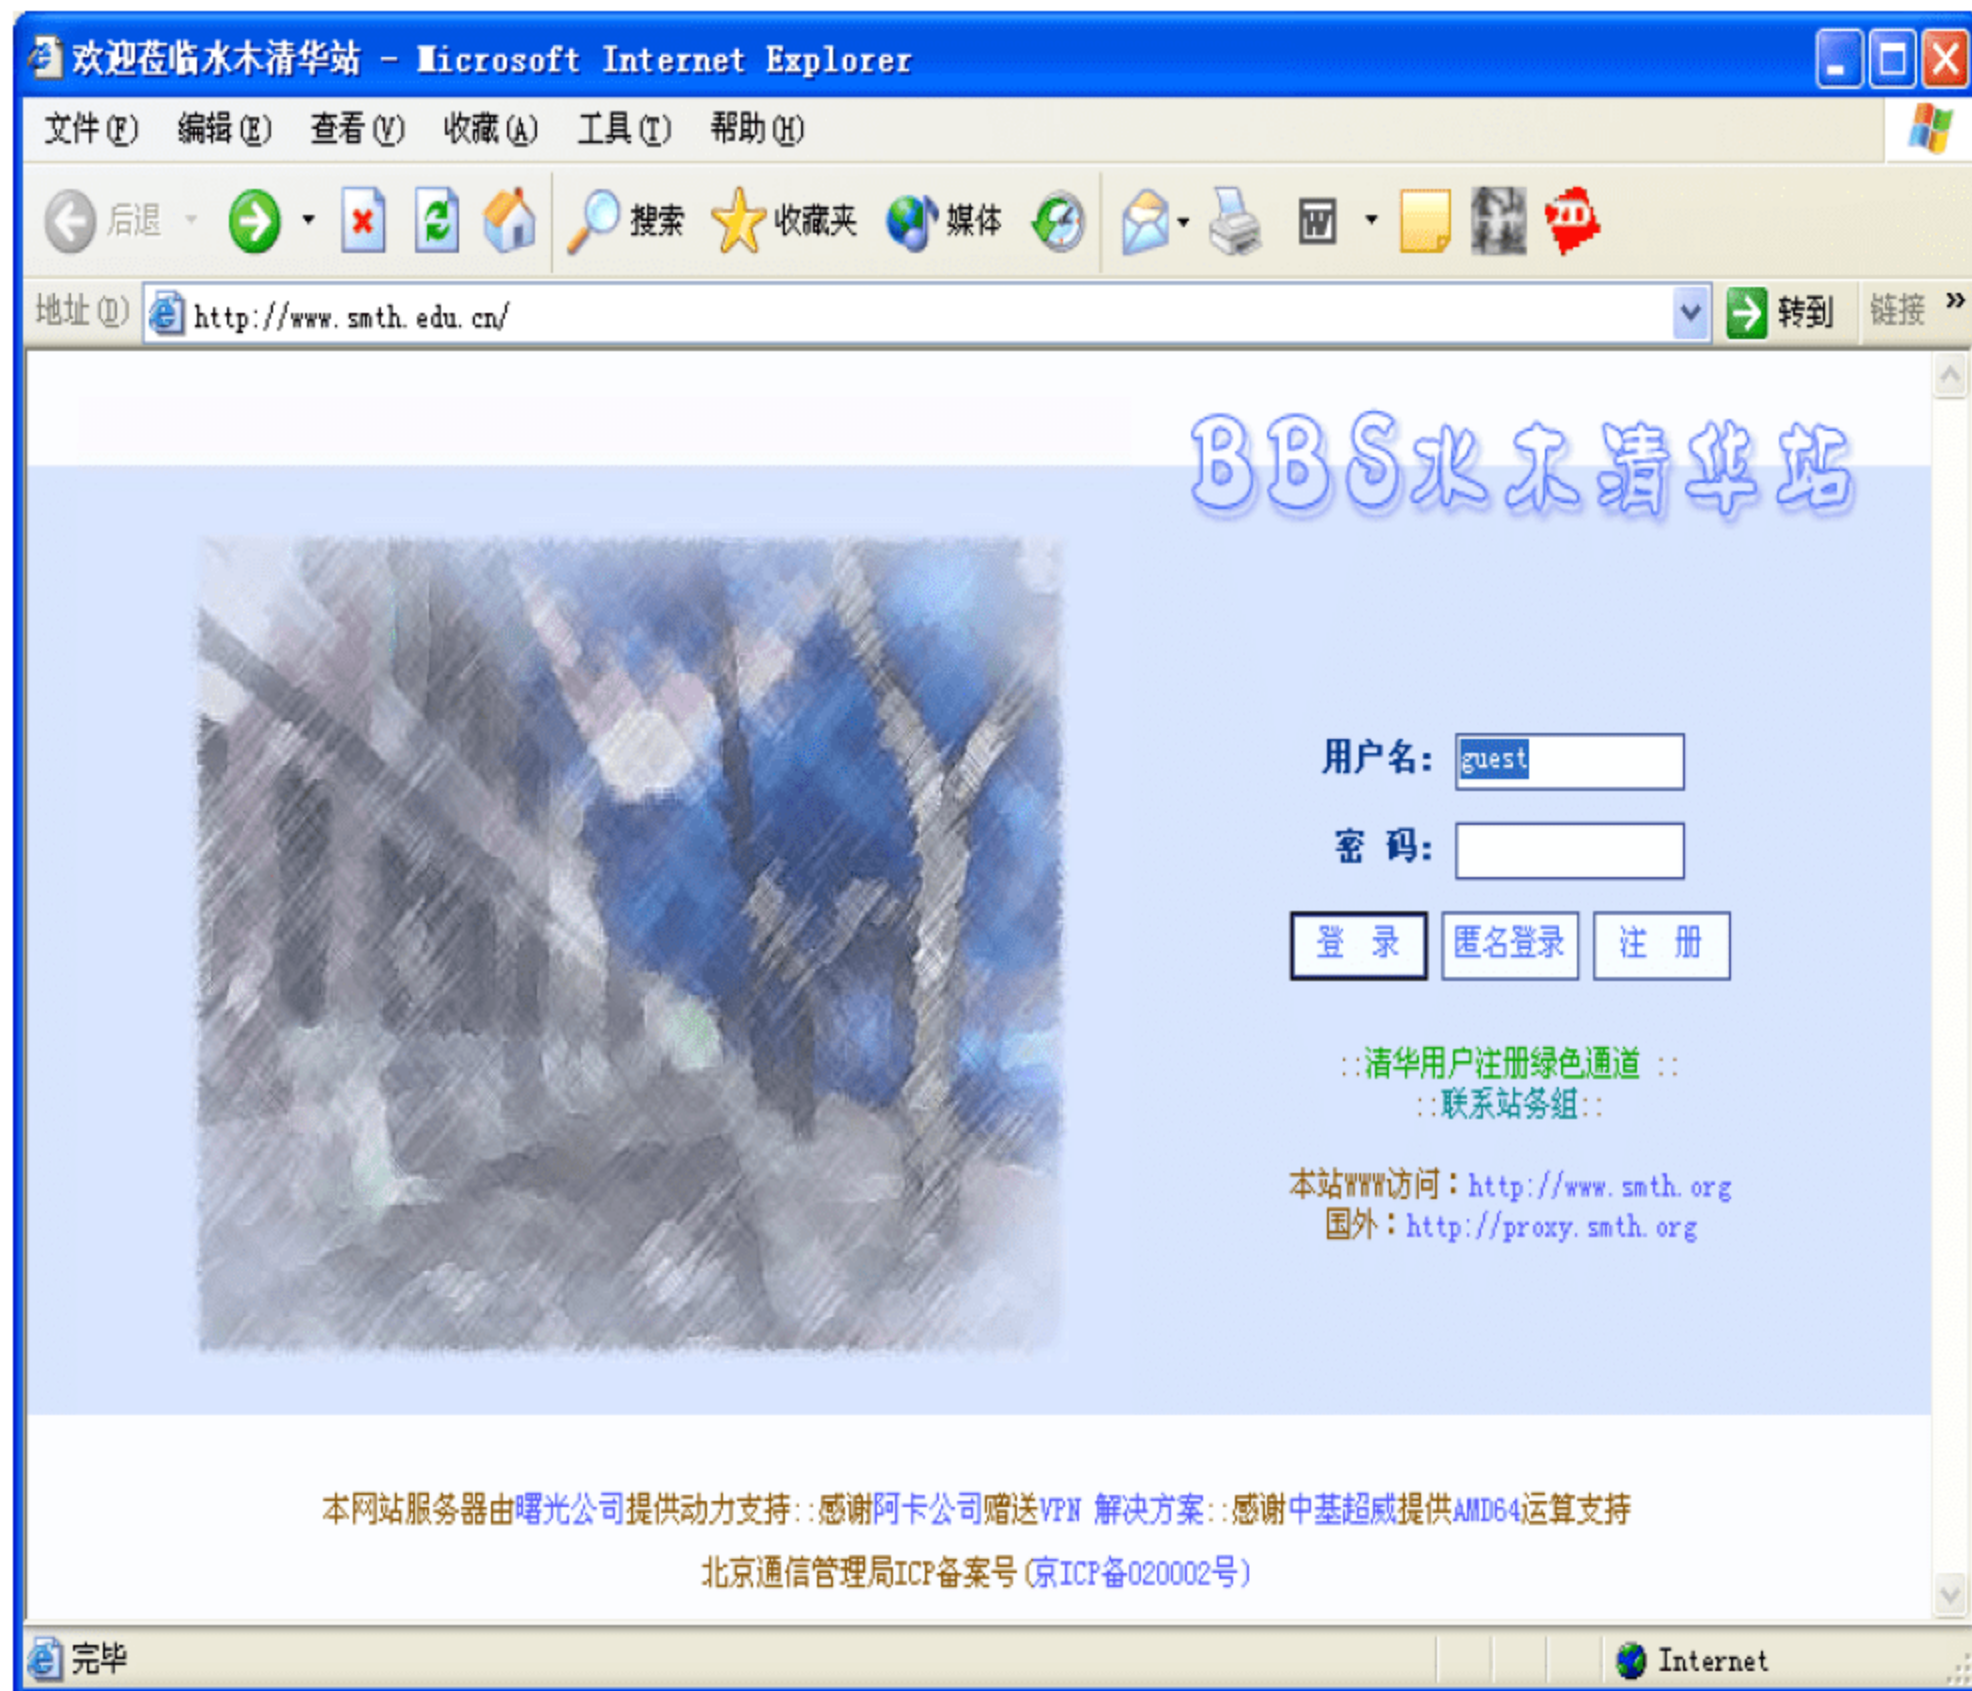 欢迎莅临水木清华站 - Microsoft Internet Explorer
文件(F) 编辑(E) 查看(V) 收藏(A) 工具(T) 帮助(H)
后退 搜索 收藏夹 媒体
地址(D) http://www.smth.edu.cn/ 转到 链接 »
BBS水木清华站
用户名: guest
密 码:
登 录 匿名登录 注 册
::清华用户注册绿色通道 ::
::联系站务组::
本站WWW访问：http://www.smth.org
国外：http://proxy.smth.org
本网站服务器由曙光公司提供动力支持::感谢阿卡公司赠送VPN 解决方案::感谢中基超威提供AMD64运算支持
北京通信管理局ICP备案号(京ICP备020002号)
完毕 Internet